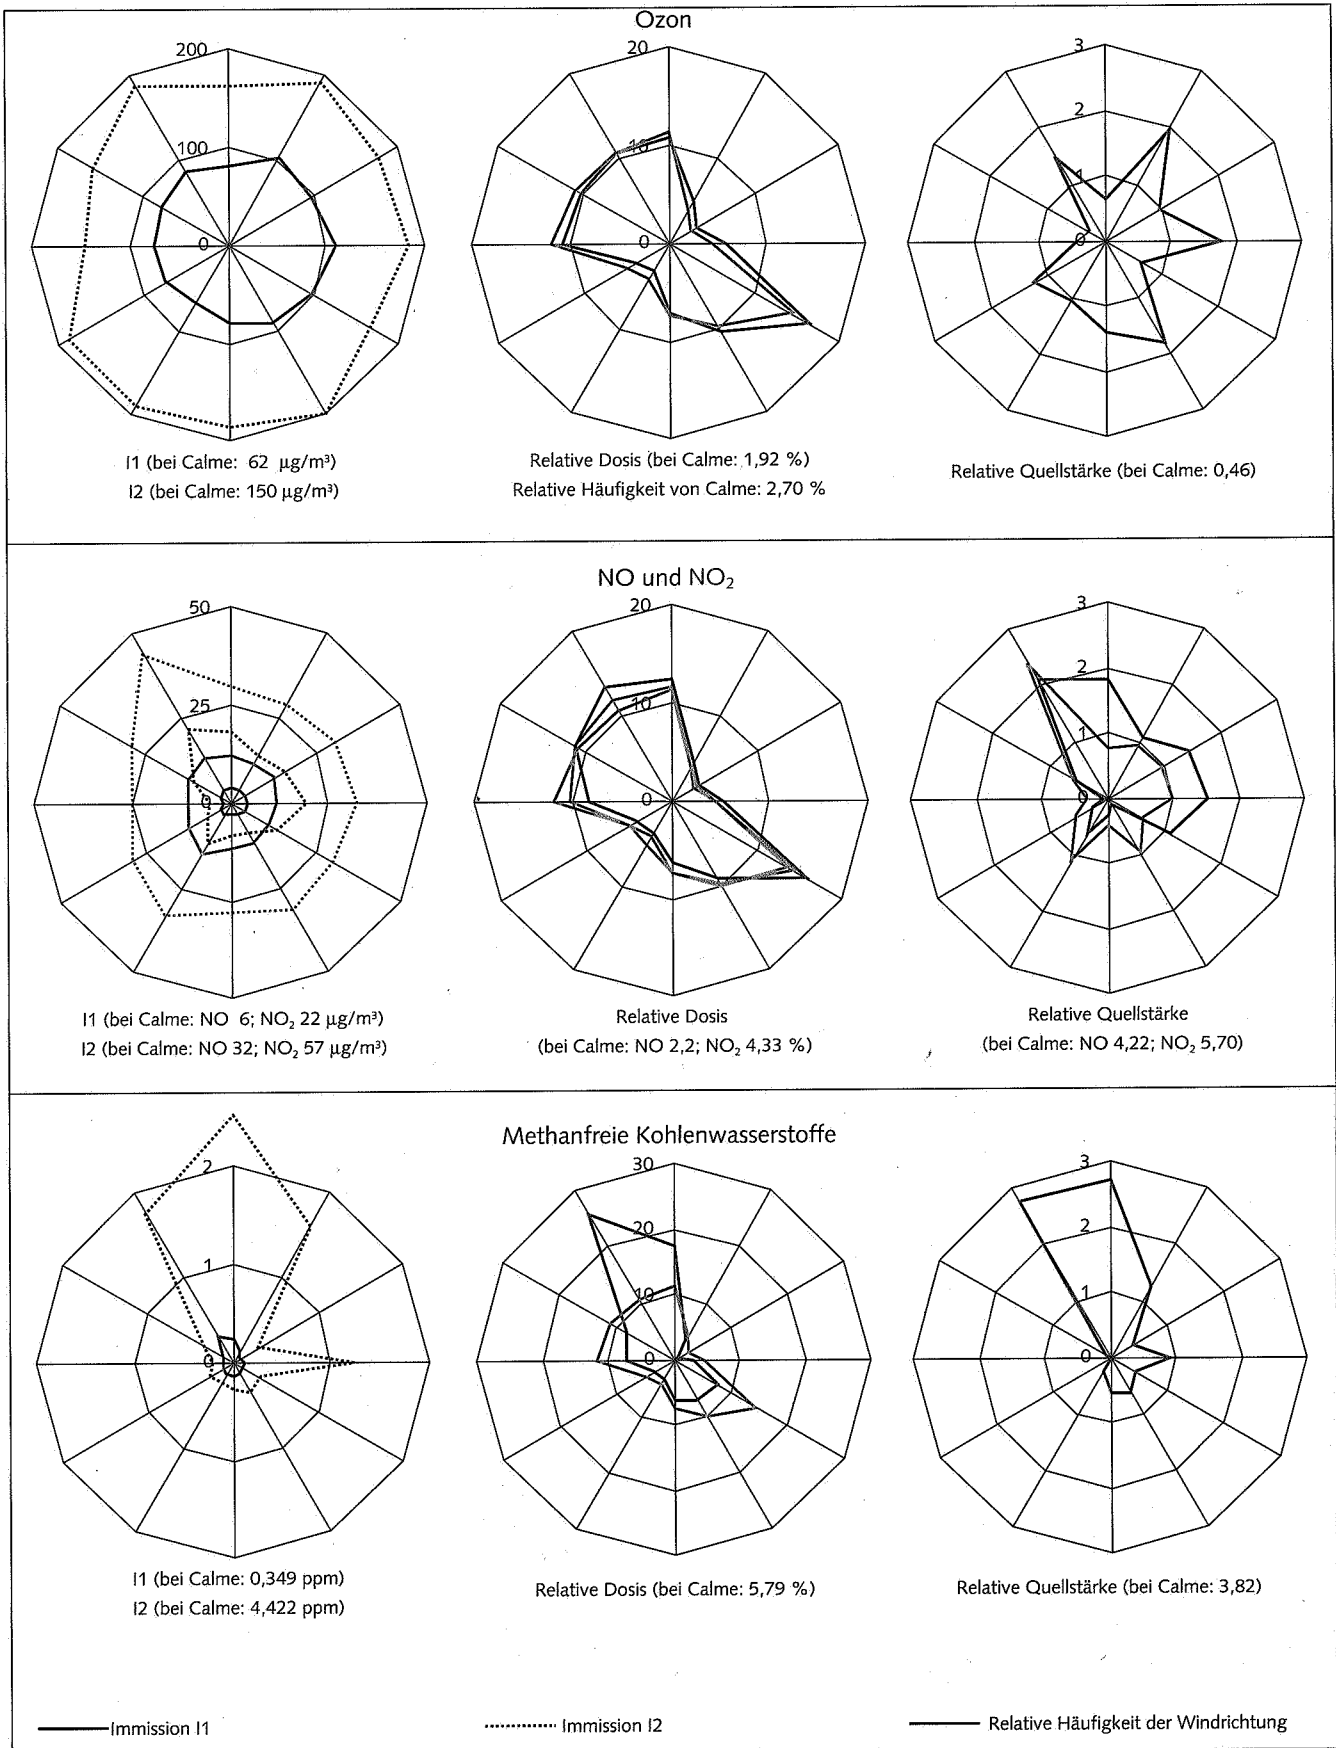 Ozon
200
100
0
20
10
0
3
2
1
0
I1 (bei Calme: 62 µg/m³)
I2 (bei Calme: 150 µg/m³)
Relative Dosis (bei Calme: 1,92 %)
Relative Häufigkeit von Calme: 2,70 %
Relative Quellstärke (bei Calme: 0,46)
NO und NO₂
50
25
0
20
10
0
3
2
1
0
I1 (bei Calme: NO 6; NO₂ 22 µg/m³)
I2 (bei Calme: NO 32; NO₂ 57 µg/m³)
Relative Dosis
(bei Calme: NO 2,2; NO₂ 4,33 %)
Relative Quellstärke
(bei Calme: NO 4,22; NO₂ 5,70)
Methanfreie Kohlenwasserstoffe
2
1
0
30
20
10
0
3
2
1
0
I1 (bei Calme: 0,349 ppm)
I2 (bei Calme: 4,422 ppm)
Relative Dosis (bei Calme: 5,79 %)
Relative Quellstärke (bei Calme: 3,82)
Immission I1
Immission I2
Relative Häufigkeit der Windrichtung